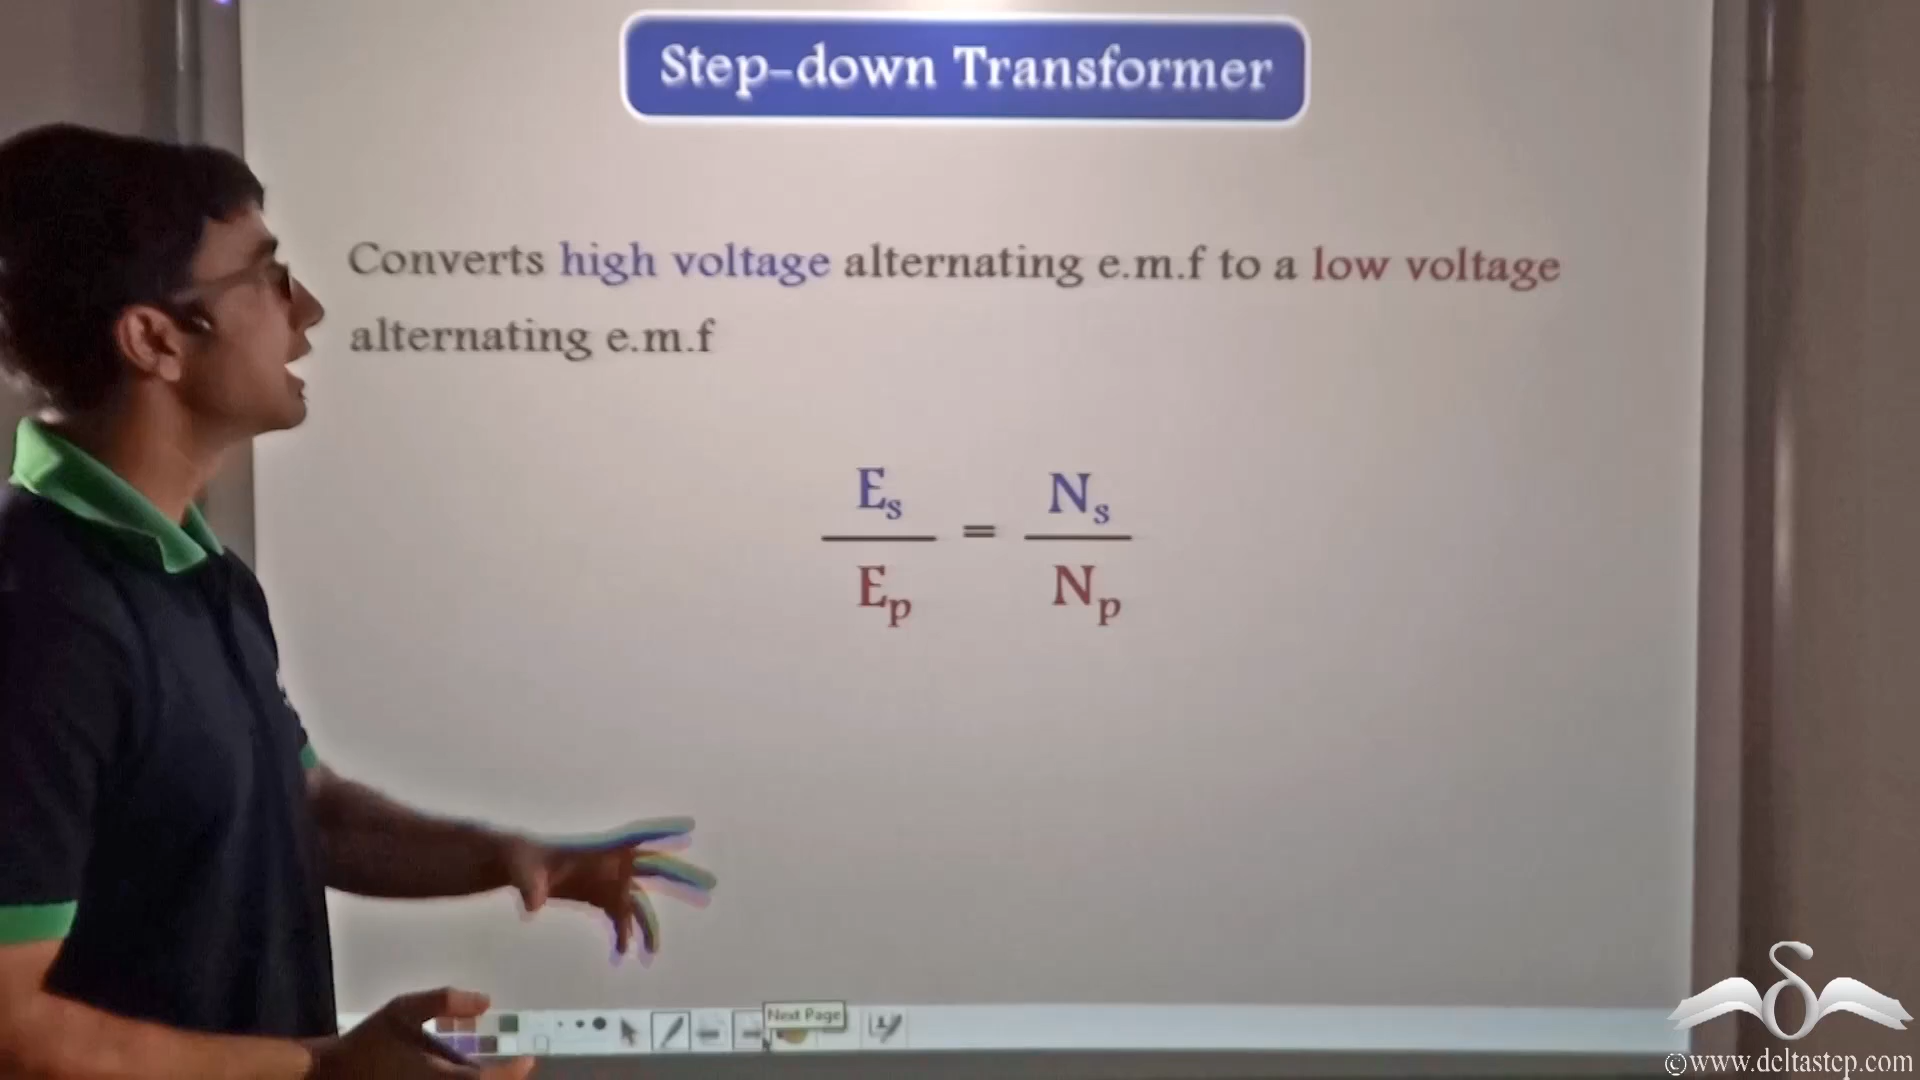 Step-down Transformer
Converts high voltage alternating e.m.f to a low voltage
alternating e.m.f
Es / Ep = Ns / Np
Next Page
©www.deltastep.com